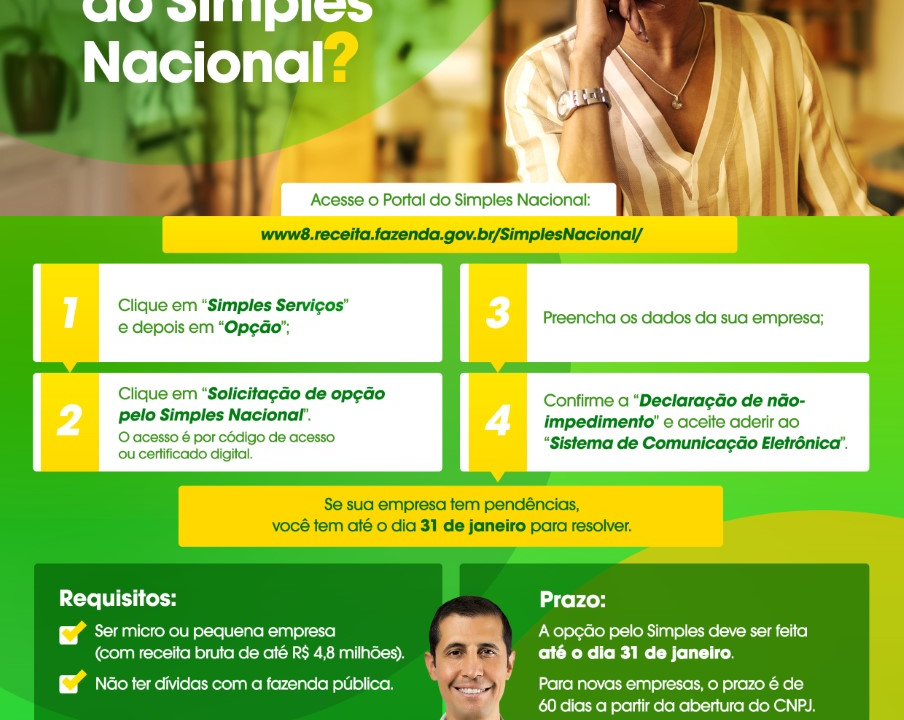 do Simples
Nacional?
Acesse o Portal do Simples Nacional:
www8.receita.fazenda.gov.br/SimplesNacional/
1
Clique em “Simples Serviços”
e depois em “Opção”;
2
Clique em “Solicitação de opção
pelo Simples Nacional”.
O acesso é por código de acesso
ou certificado digital.
3
Preencha os dados da sua empresa;
4
Confirme a “Declaração de não-
impedimento” e aceite aderir ao
“Sistema de Comunicação Eletrônica”.
Se sua empresa tem pendências,
você tem até o dia 31 de janeiro para resolver.
Requisitos:
Ser micro ou pequena empresa
(com receita bruta de até R$ 4,8 milhões).
Não ter dívidas com a fazenda pública.
Prazo:
A opção pelo Simples deve ser feita
até o dia 31 de janeiro.
Para novas empresas, o prazo é de
60 dias a partir da abertura do CNPJ.